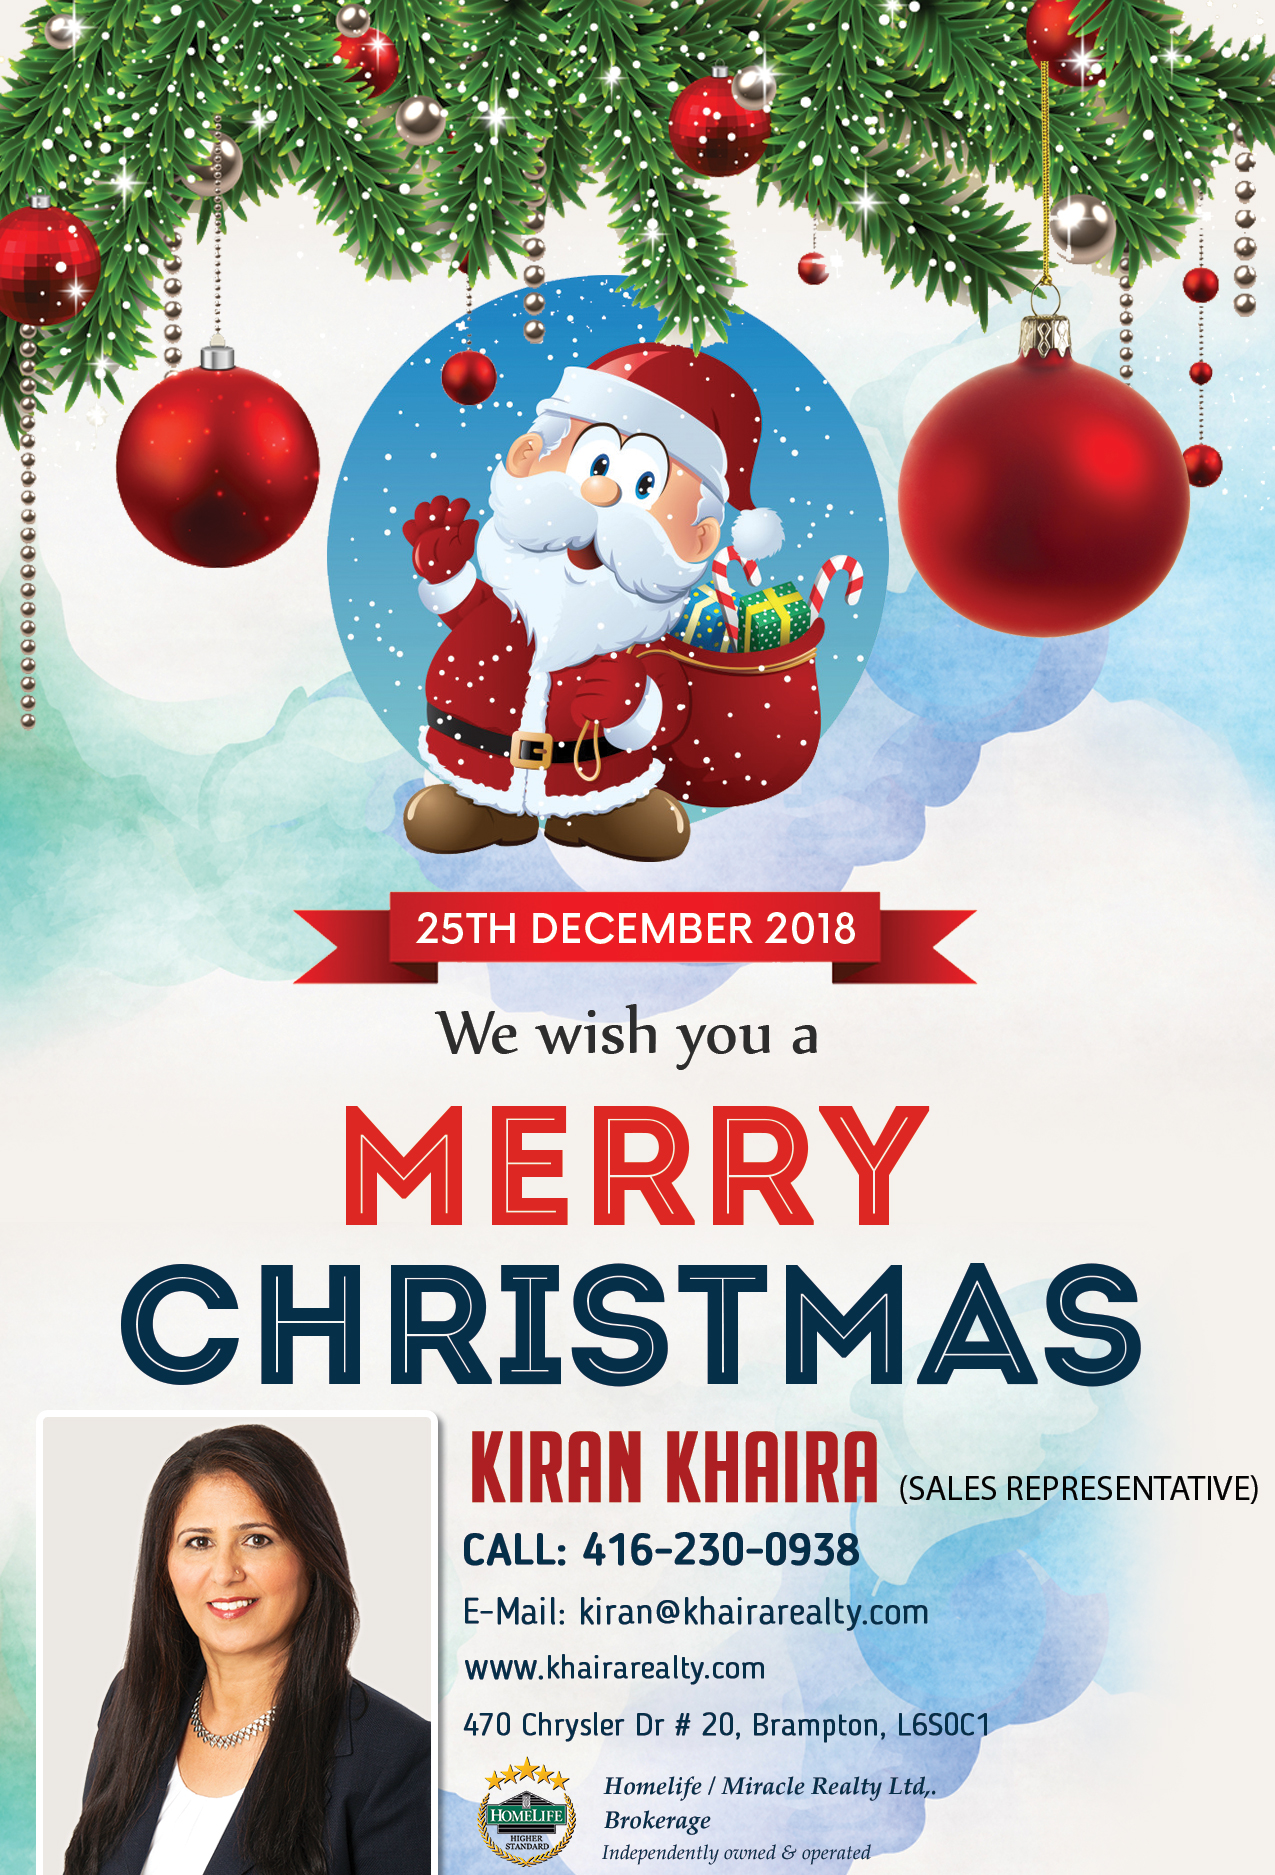 25TH DECEMBER 2018
We wish you a
MERRY
CHRISTMAS
KIRAN KHAIRA (SALES REPRESENTATIVE)
CALL: 416-230-0938
E-Mail: kiran@khairarealty.com
www.khairarealty.com
470 Chrysler Dr # 20, Brampton, L6S0C1
HOMELIFE
HIGHER
STANDARD
Homelife / Miracle Realty Ltd,.
Brokerage
Independently owned & operated